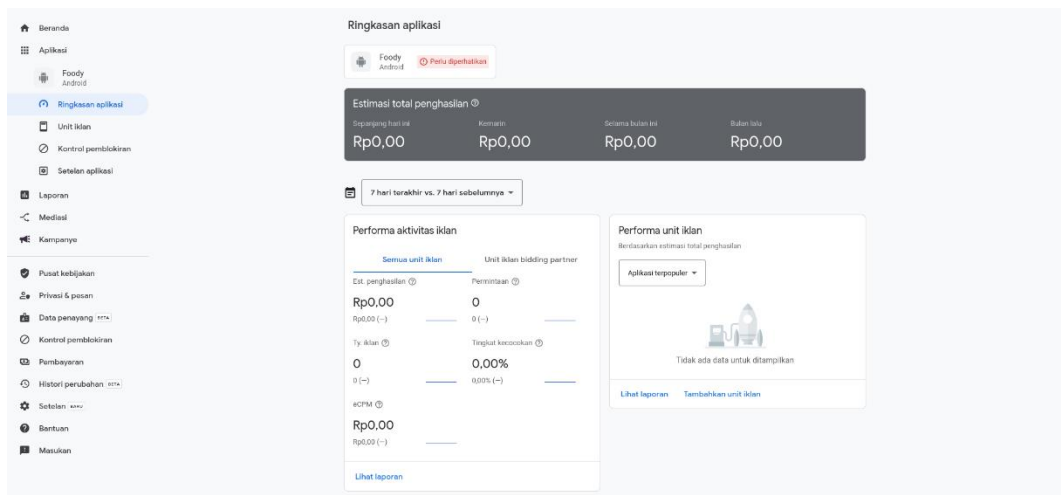 Beranda
Aplikasi
Foody
Android
Ringkasan aplikasi
Unit iklan
Kontrol pemblokiran
Setelan aplikasi
Laporan
Mediasi
Kampanye
Pusat kebijakan
Privasi & pesan
Data penayang BETA
Kontrol pemblokiran
Pembayaran
Histori perubahan BETA
Setelan
Bantuan
Masukan
Ringkasan aplikasi
Foody
Android
Perlu diperhatikan
Estimasi total penghasilan
Sepanjang hari ini Kemarin Selama bulan ini Bulan lalu
Rp0,00 Rp0,00 Rp0,00 Rp0,00
7 hari terakhir vs. 7 hari sebelumnya
Performa aktivitas iklan
Semua unit iklan Unit iklan bidding partner
Est. penghasilan Permintaan
Rp0,00 0
Rp0,00 (—) 0 (—)
Ty. iklan Tingkat kecocokan
0 0,00%
0 (—) 0,00% (—)
eCPM
Rp0,00
Rp0,00 (—)
Lihat laporan
Performa unit iklan
Berdasarkan estimasi total penghasilan
Aplikasi terpopuler
Tidak ada data untuk ditampilkan
Lihat laporan Tambahkan unit iklan